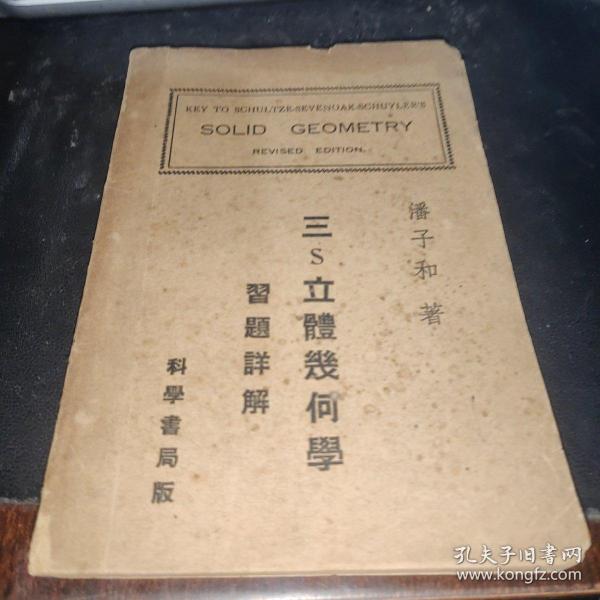 KEY TO SCHULTZE-SEVENOAK-SCHUYLER'S
SOLID GEOMETRY
REVISED EDITION.
潘子和 著
三S立體幾何學
習題詳解
科學書局版
孔夫子旧书网
www.kongfz.com